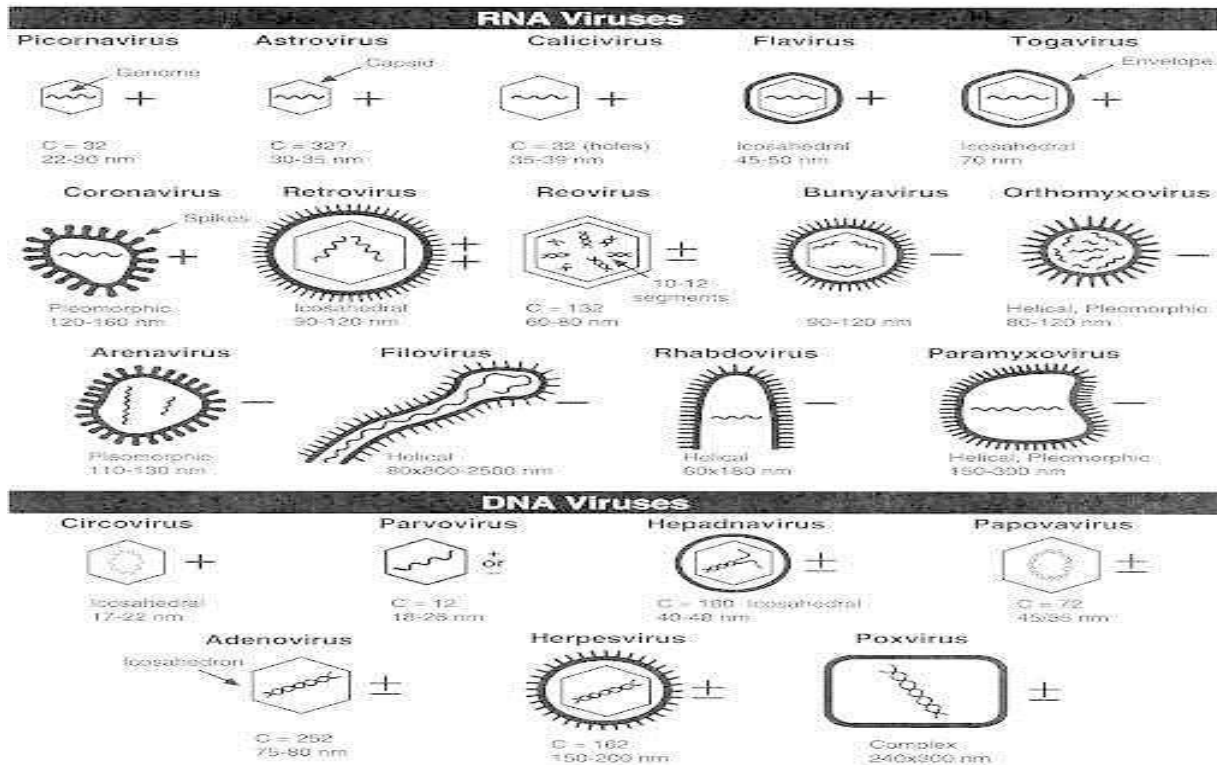 RNA Viruses
Picornavirus Astrovirus Calicivirus Flavirus Togavirus
Genome Capsid Envelope
+ + + + +
C = 32 C = 32? C = 32 (holes) Icosahedral Icosahedral
22-30 nm 30-35 nm 35-39 nm 45-50 nm 70 nm
Coronavirus Retrovirus Reovirus Bunyavirus Orthomyxovirus
Spikes
+ + + ± — —
10-12
segments
Pleomorphic Icosahedral C = 132 Helical, Pleomorphic
120-160 nm 90-120 nm 60-80 nm 90-120 nm 80-120 nm
Arenavirus Filovirus Rhabdovirus Paramyxovirus
— — — —
Pleomorphic Helical Helical Helical, Pleomorphic
110-130 nm 80x800-2500 nm 60x180 nm 150-300 nm
DNA Viruses
Circovirus Parvovirus Hepadnavirus Papovavirus
+ + or − ± ±
Icosahedral C = 12 C = 180 Icosahedral C = 72
17-22 nm 18-26 nm 40-48 nm 45/55 nm
Adenovirus Herpesvirus Poxvirus
Icosahedron
± ± ±
C = 252 C = 162 Complex
75-80 nm 150-200 nm 240x300 nm